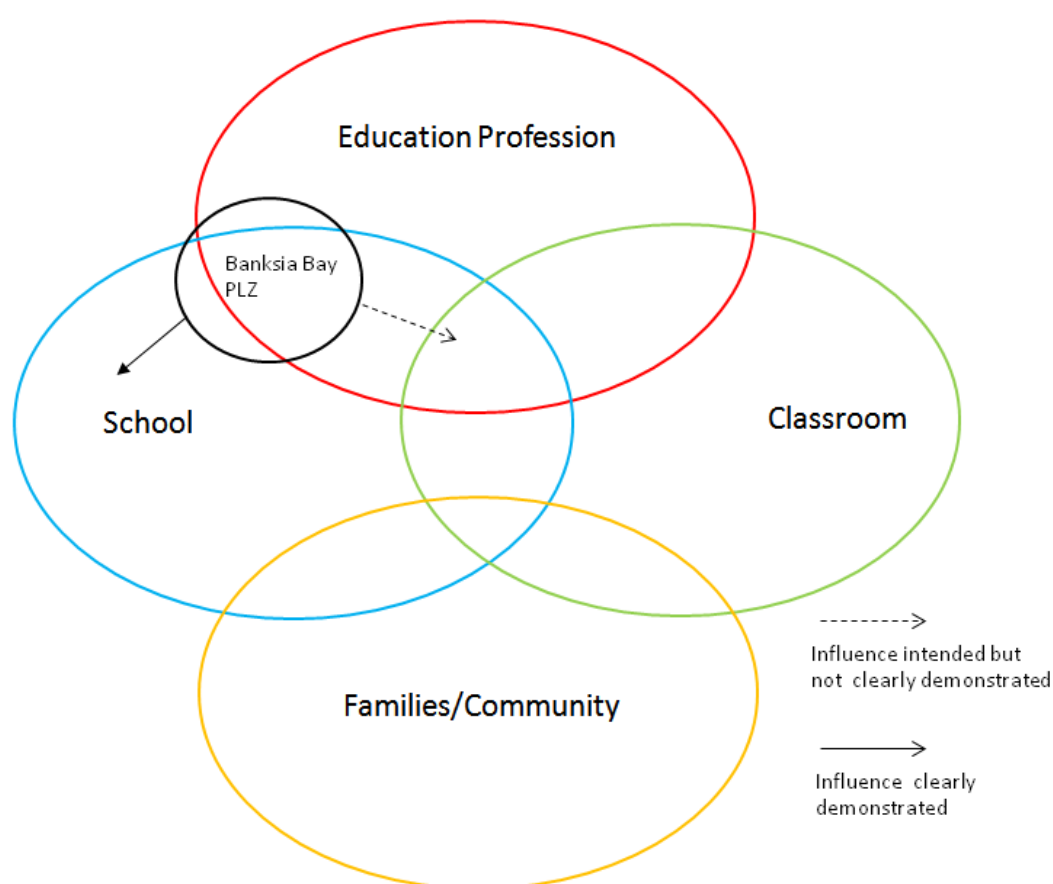 Education Profession
Banksia Bay
PLZ
School
Classroom
Influence intended but
not clearly demonstrated
Families/Community
Influence clearly
demonstrated